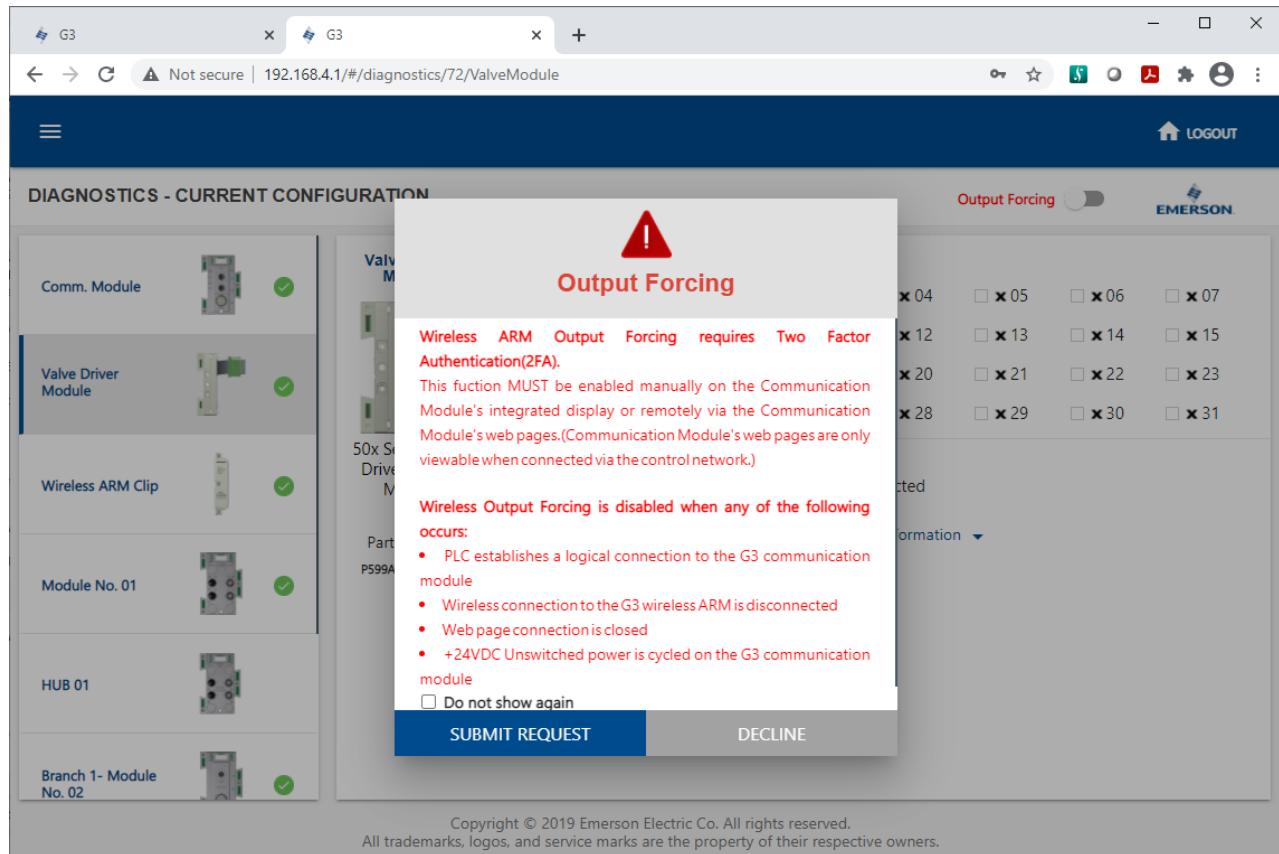 G3
G3
Not secure | 192.168.4.1/#/diagnostics/72/ValveModule
LOGOUT
DIAGNOSTICS - CURRENT CONFIGURATION
Output Forcing
EMERSON
Comm. Module
Valve Driver
Module
Wireless ARM Clip
Module No. 01
HUB 01
Branch 1- Module
No. 02
Valv
M
50x Se
Drive
M
Part
P599A
Output Forcing
Wireless ARM Output Forcing requires Two Factor
Authentication(2FA).
This fuction MUST be enabled manually on the Communication
Module's integrated display or remotely via the Communication
Module's web pages.(Communication Module's web pages are only
viewable when connected via the control network.)
Wireless Output Forcing is disabled when any of the following
occurs:
• PLC establishes a logical connection to the G3 communication
module
• Wireless connection to the G3 wireless ARM is disconnected
• Web page connection is closed
• +24VDC Unswitched power is cycled on the G3 communication
module
Do not show again
SUBMIT REQUEST DECLINE
x 04 x 05 x 06 x 07
x 12 x 13 x 14 x 15
x 20 x 21 x 22 x 23
x 28 x 29 x 30 x 31
cted
formation
Copyright © 2019 Emerson Electric Co. All rights reserved.
All trademarks, logos, and service marks are the property of their respective owners.